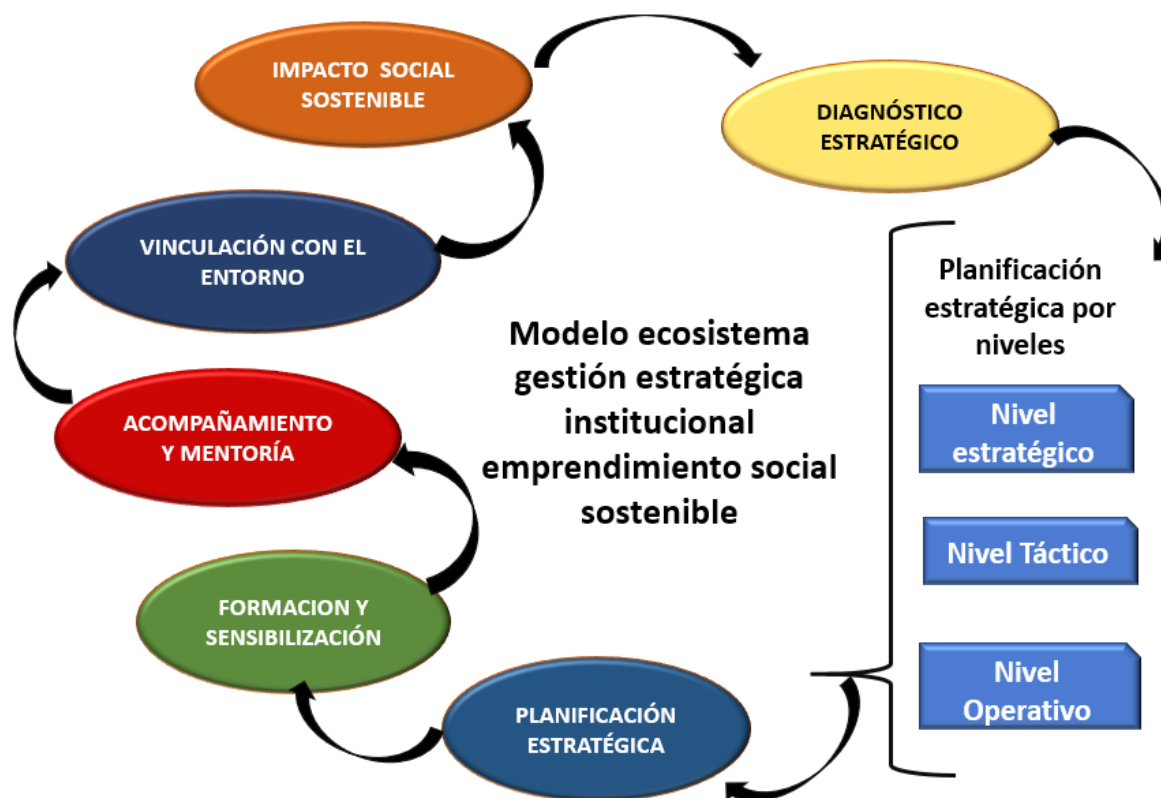 IMPACTO SOCIAL
SOSTENIBLE
DIAGNÓSTICO
ESTRATÉGICO
VINCULACIÓN CON EL
ENTORNO
Planificación
estratégica por
niveles
Modelo ecosistema
gestión estratégica
institucional
emprendimiento social
sostenible
Nivel
estratégico
ACOMPAÑAMIENTO
Y MENTORÍA
Nivel Táctico
FORMACION Y
SENSIBILIZACIÓN
Nivel
Operativo
PLANIFICACIÓN
ESTRATÉGICA